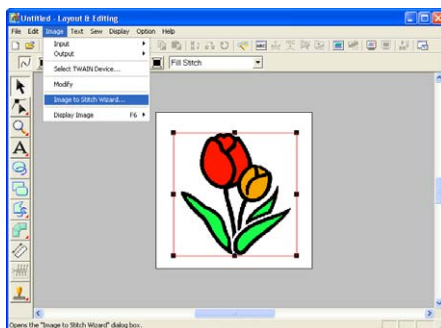 Untitled - Layout & Editing
File Edit Image Text Sew Display Option Help
Input
Output
Select TWAIN Device...
Modify
Image to Stitch Wizard...
Display Image F6
Fill Stitch
A
Opens the "Image to Stitch Wizard" dialog box.